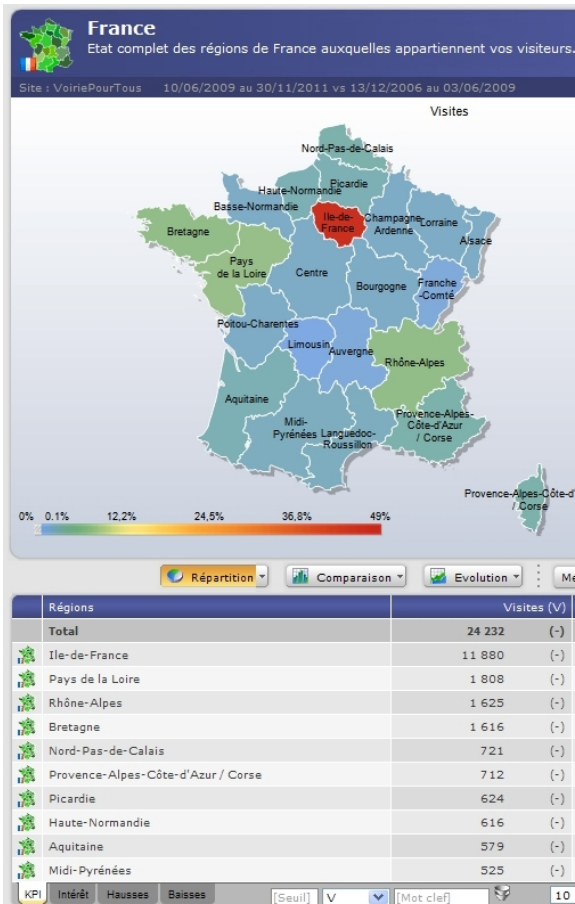 France
Etat complet des régions de France auxquelles appartiennent vos visiteurs.
Site : VoiriePourTous 10/06/2009 au 30/11/2011 vs 13/12/2006 au 03/06/2009
Visites
Nord-Pas-de-Calais
Picardie
Haute-Normandie
Basse-Normandie
Ile-de-
France
Champagne
Ardenne
Lorraine
Alsace
Bretagne
Pays
de la Loire
Centre
Bourgogne
Franche
-Comté
Poitou-Charentes
Limousin
Auvergne
Rhône-Alpes
Aquitaine
Midi-
Pyrénées
Languedoc-
Roussillon
Provence-Alpes-
Côte-d'Azur
/ Corse
Provence-Alpes-Côte-d'
/ Corse
0% 0.1% 12,2% 24,5% 36,8% 49%
Répartition Comparaison Evolution Me
Régions Visites (V)
Total 24 232 (-)
Ile-de-France 11 880 (-)
Pays de la Loire 1 808 (-)
Rhône-Alpes 1 625 (-)
Bretagne 1 616 (-)
Nord-Pas-de-Calais 721 (-)
Provence-Alpes-Côte-d'Azur / Corse 712 (-)
Picardie 624 (-)
Haute-Normandie 616 (-)
Aquitaine 579 (-)
Midi-Pyrénées 525 (-)
KPI Intérêt Hausses Baisses [Seuil] V [Mot clef] 10